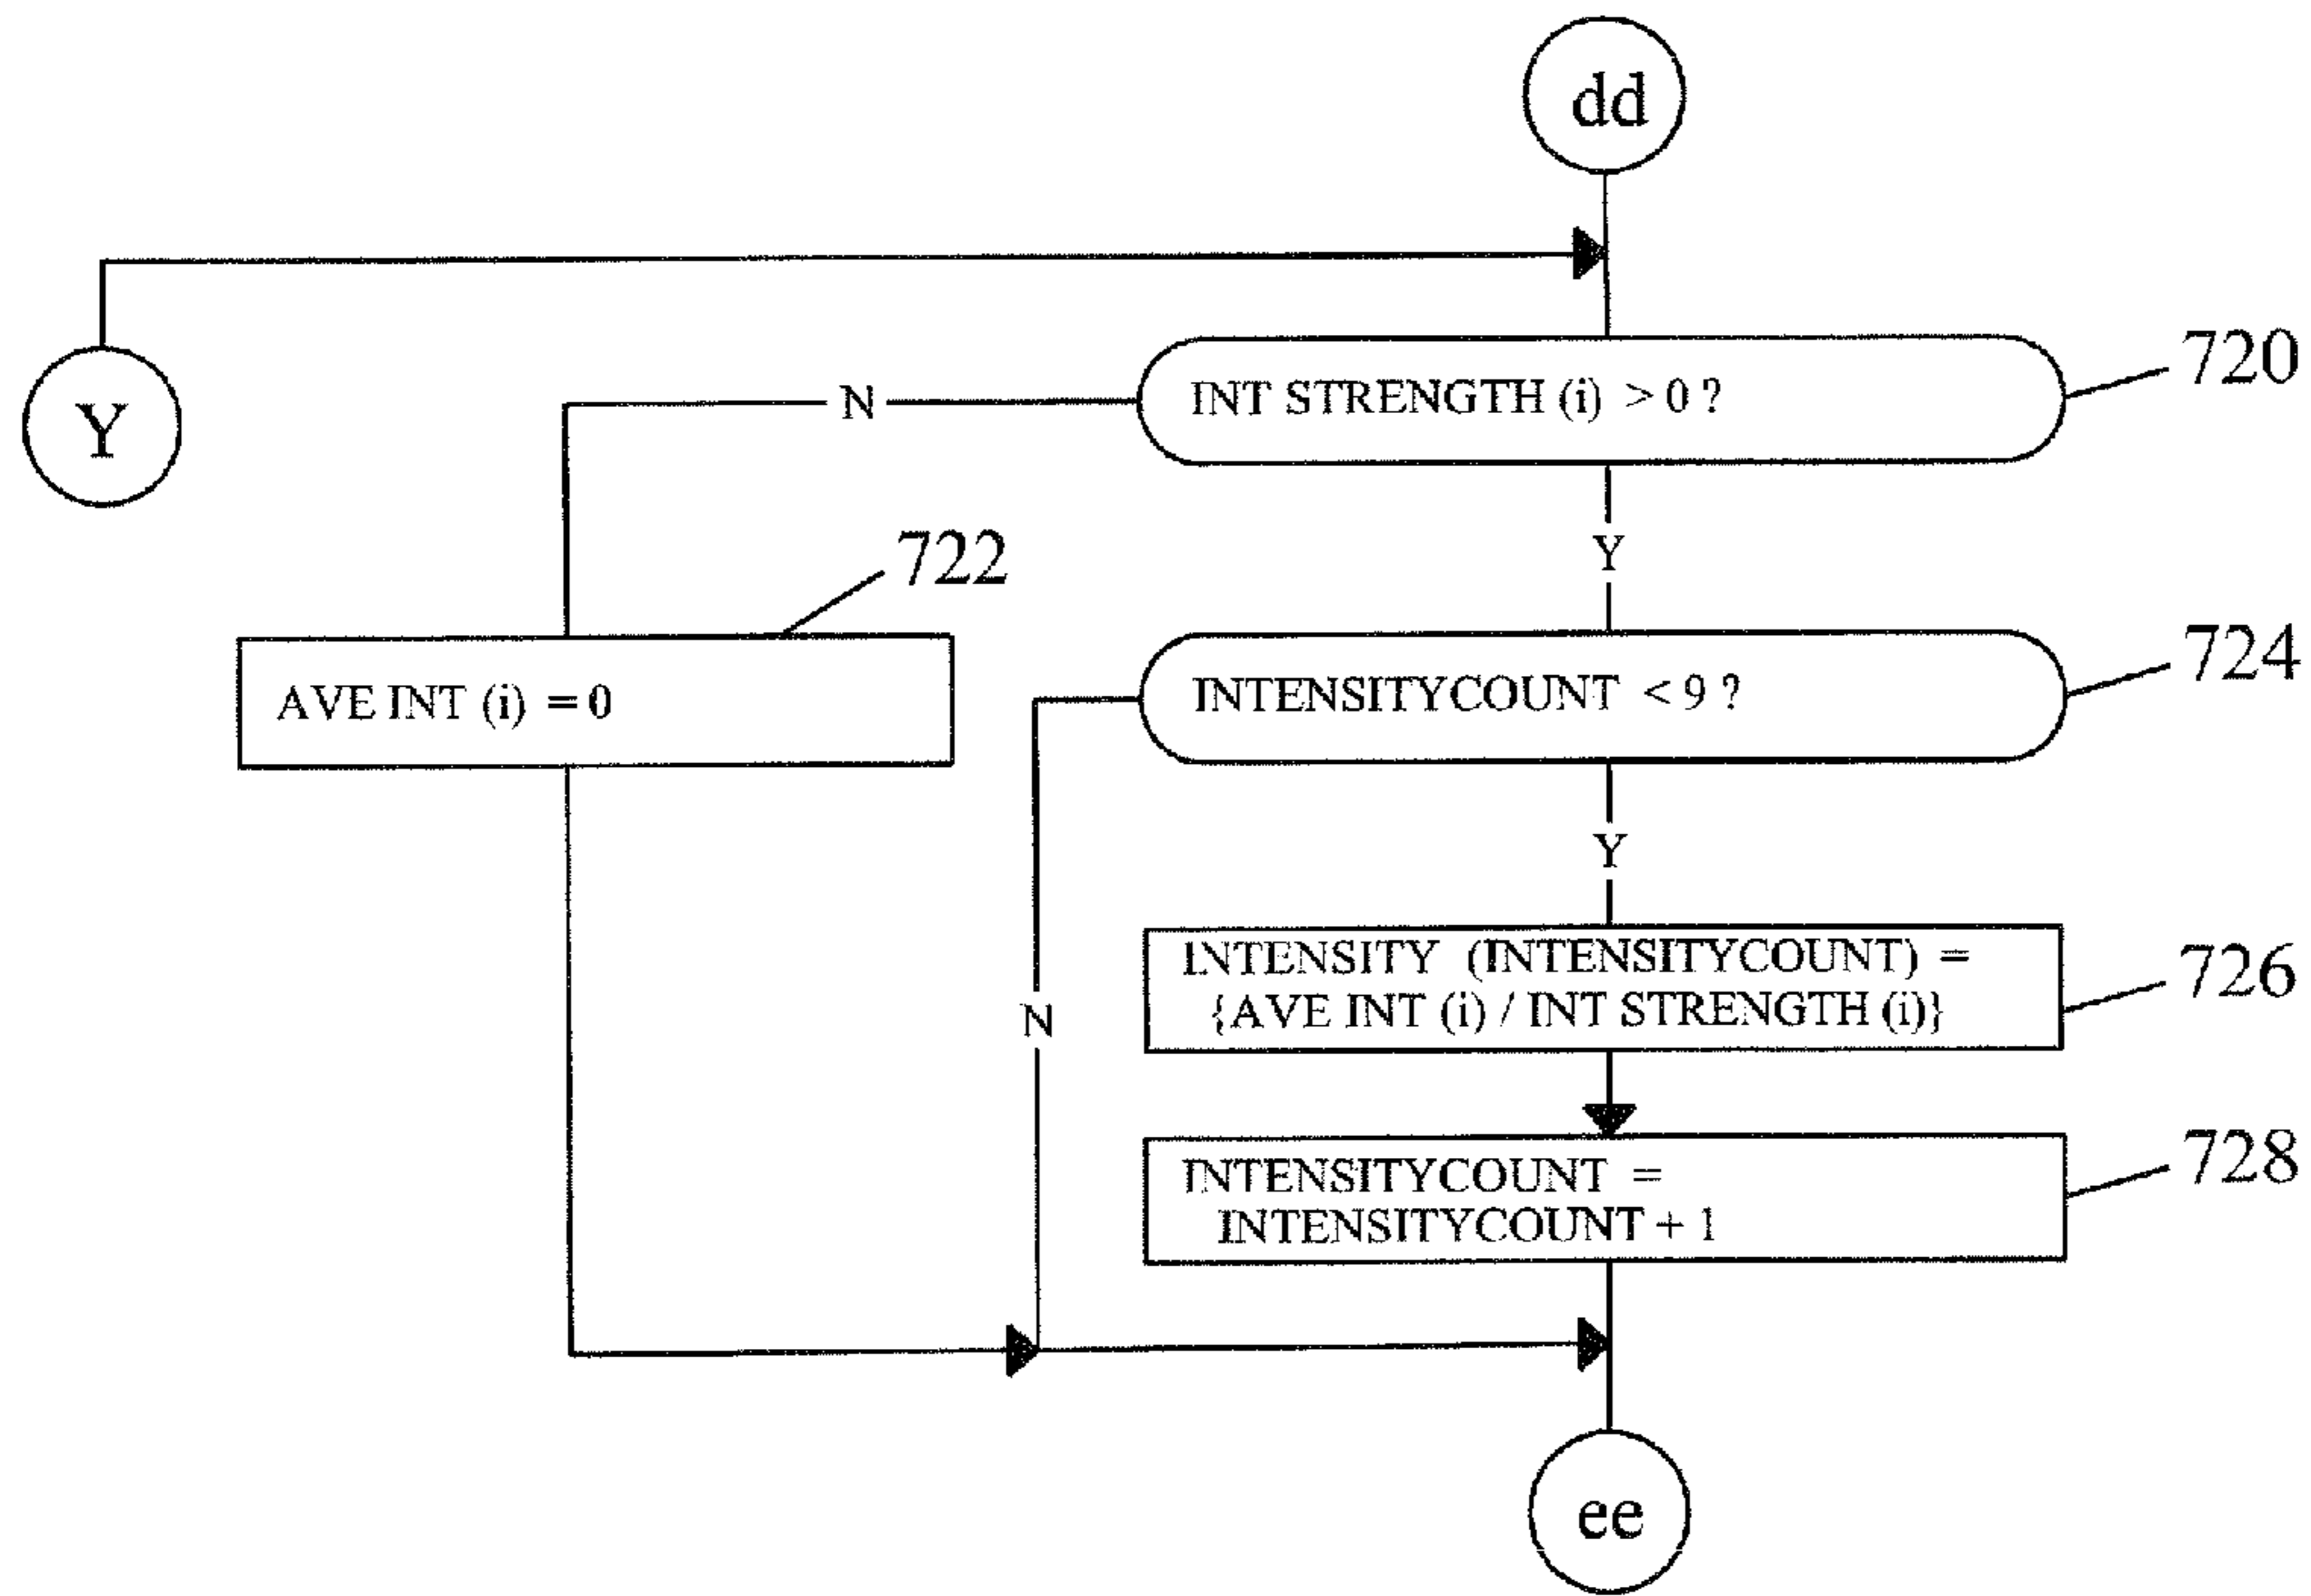 dd
Y
INT STRENGTH (i) > 0 ?
720
N
Y
722
AVE INT (i) = 0
INTENSITYCOUNT < 9 ?
724
Y
N
INTENSITY (INTENSITYCOUNT) =
{AVE INT (i) / INT STRENGTH (i)}
726
INTENSITYCOUNT =
INTENSITYCOUNT + 1
728
ee